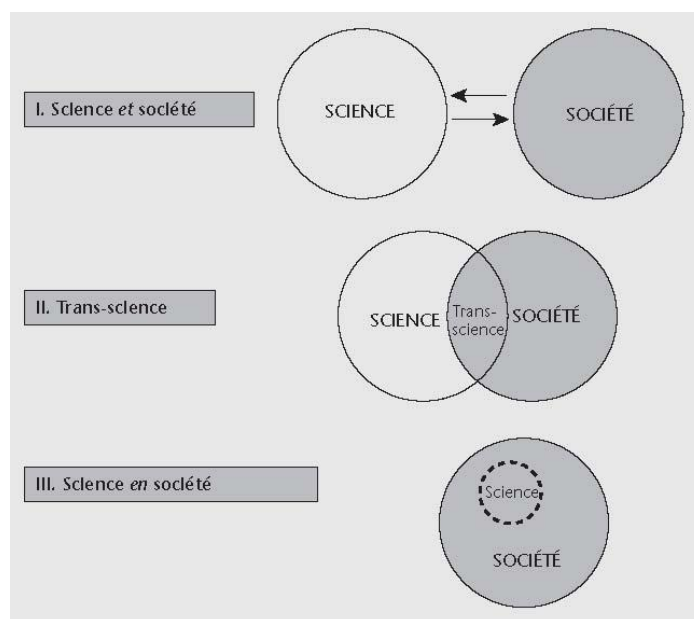 I. Science et société
SCIENCE
SOCIÉTÉ
II. Trans-science
SCIENCE
Trans-
science
SOCIÉTÉ
III. Science en société
Science
SOCIÉTÉ